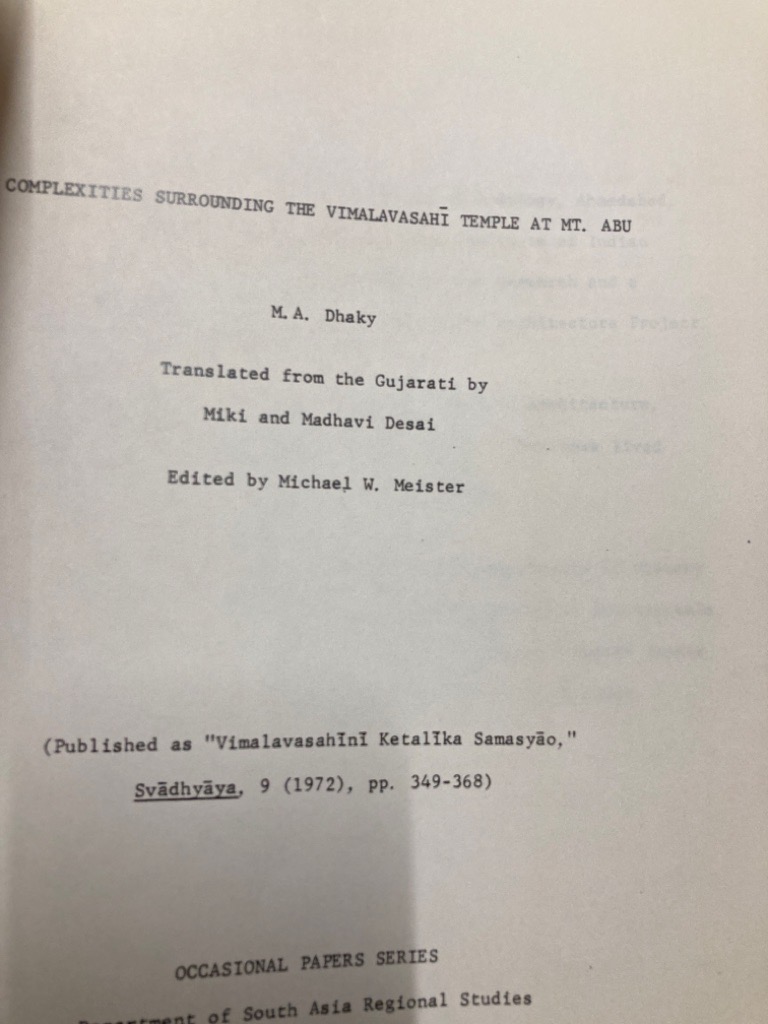 COMPLEXITIES SURROUNDING THE VIMALAVASAHĪ TEMPLE AT MT. ABU
M.A. Dhaky
Translated from the Gujarati by
Miki and Madhavi Desai
Edited by Michael W. Meister
(Published as "Vimalavasahīnī Ketalīka Samasyāo,"
Svādhyāya, 9 (1972), pp. 349-368)
OCCASIONAL PAPERS SERIES
Department of South Asia Regional Studies